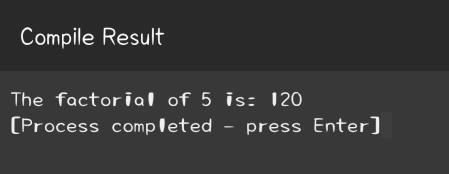 Compile Result
The factorial of 5 is: 120
[Process completed - press Enter]